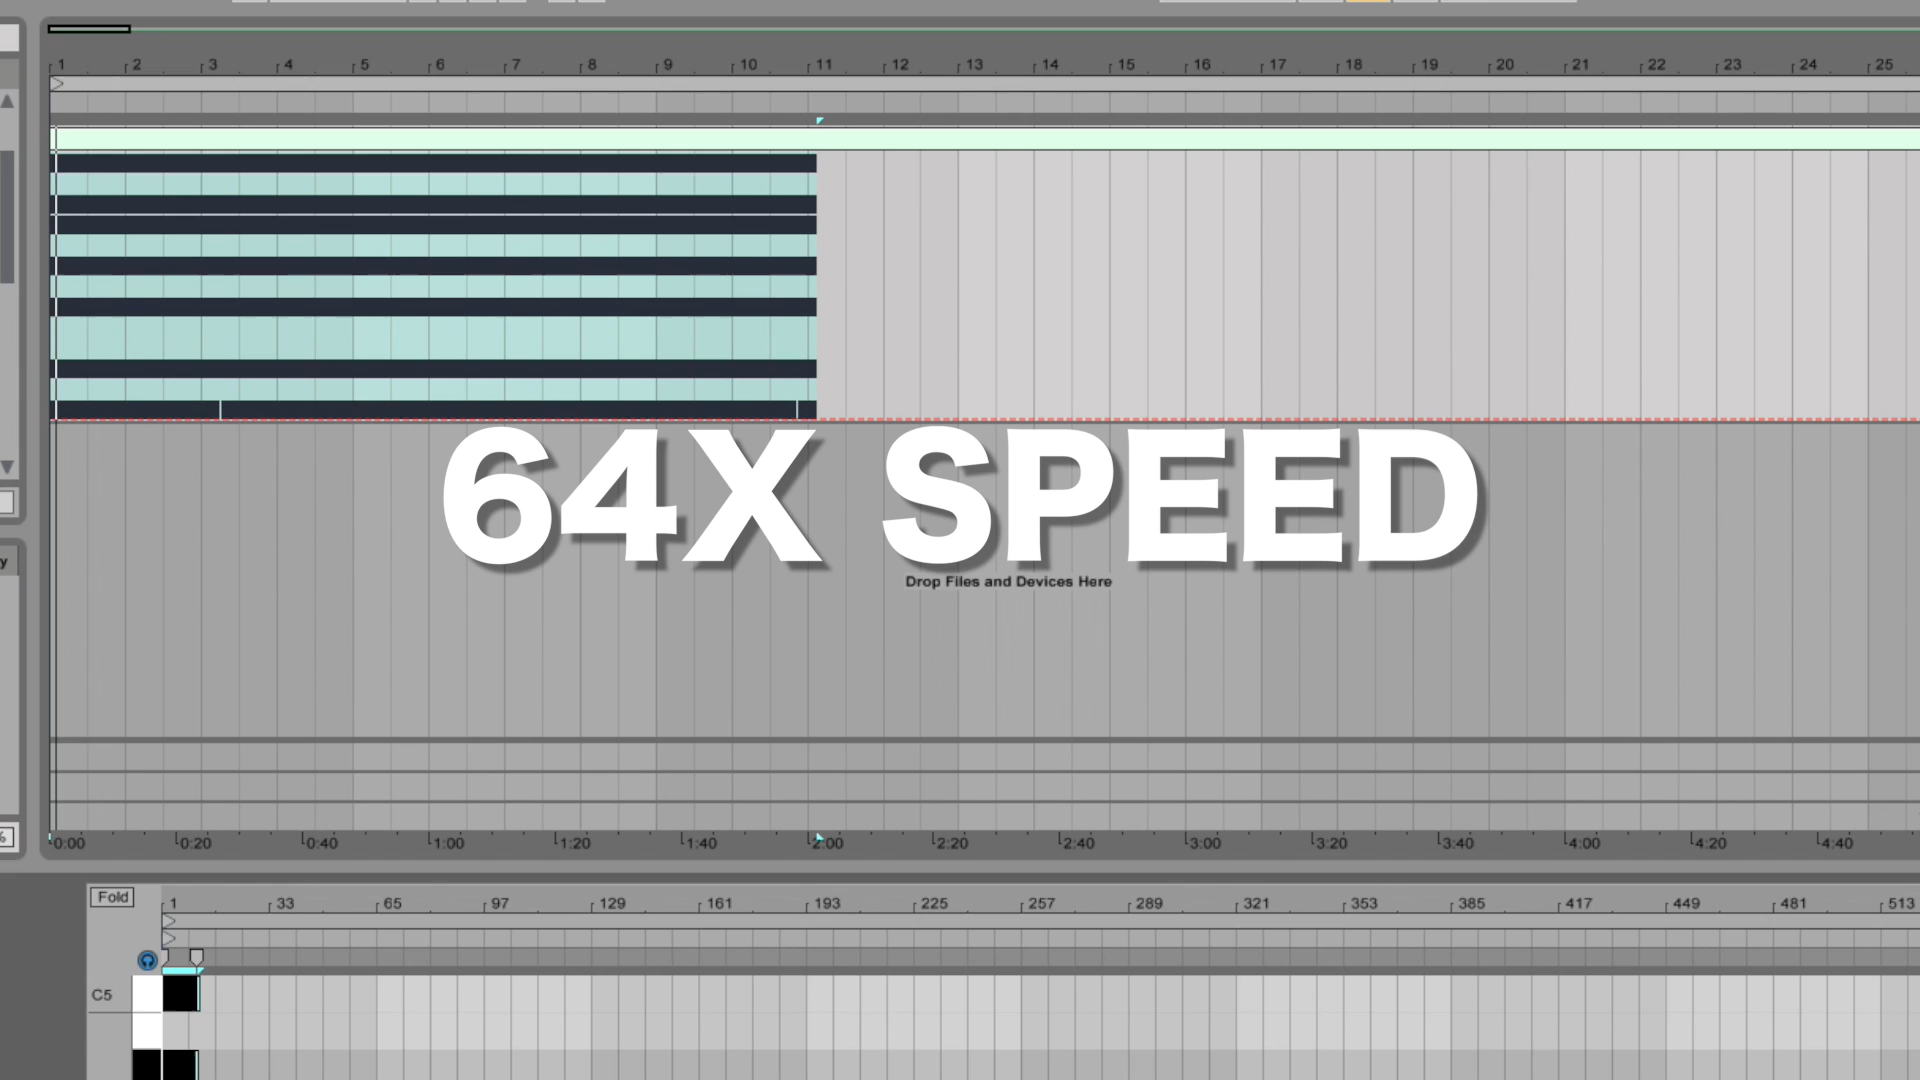 1 2 3 4 5 6 7 8 9 10 11 12 13 14 15 16 17 18 19 20 21 22 23 24 25
64X SPEED
Drop Files and Devices Here
y
%
0:00 0:20 0:40 1:00 1:20 1:40 2:00 2:20 2:40 3:00 3:20 3:40 4:00 4:20 4:40
Fold
1 33 65 97 129 161 193 225 257 289 321 353 385 417 449 481 513
C5